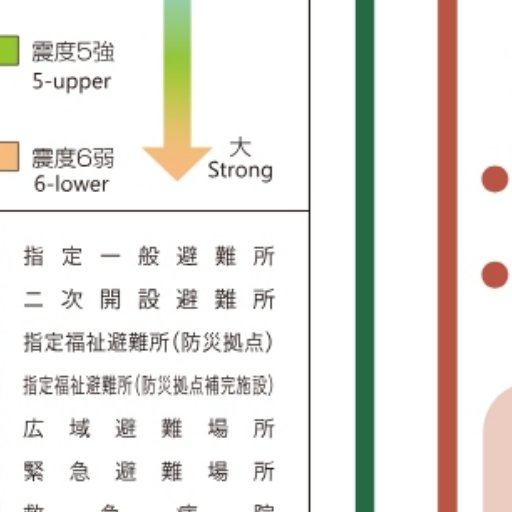 震度5強
5-upper
大
Strong
震度6弱
6-lower
指定一般避難所
二次開設避難所
指定福祉避難所(防災拠点)
指定福祉避難所(防災拠点補完施設)
広域避難場所
緊急避難場所